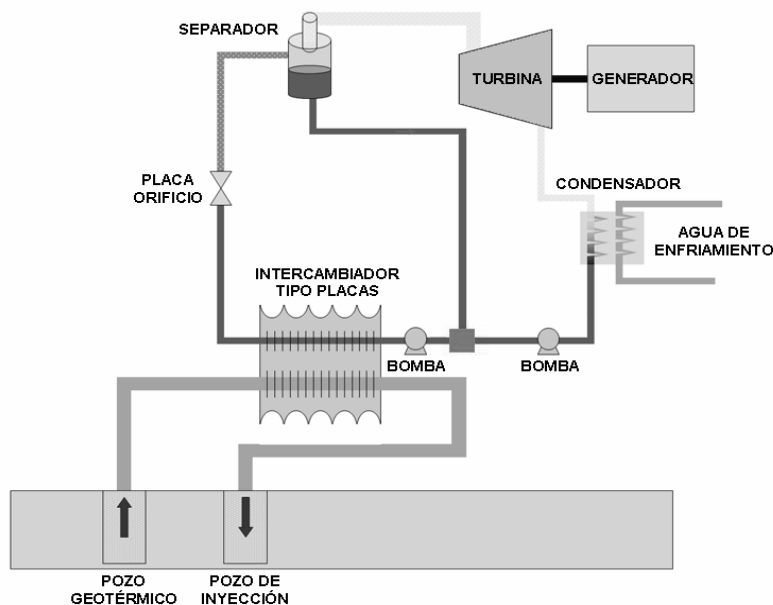 SEPARADOR
TURBINA
GENERADOR
PLACA
ORIFICIO
CONDENSADOR
AGUA DE
ENFRIAMIENTO
INTERCAMBIADOR
TIPO PLACAS
BOMBA
BOMBA
POZO
GEOTÉRMICO
POZO DE
INYECCIÓN